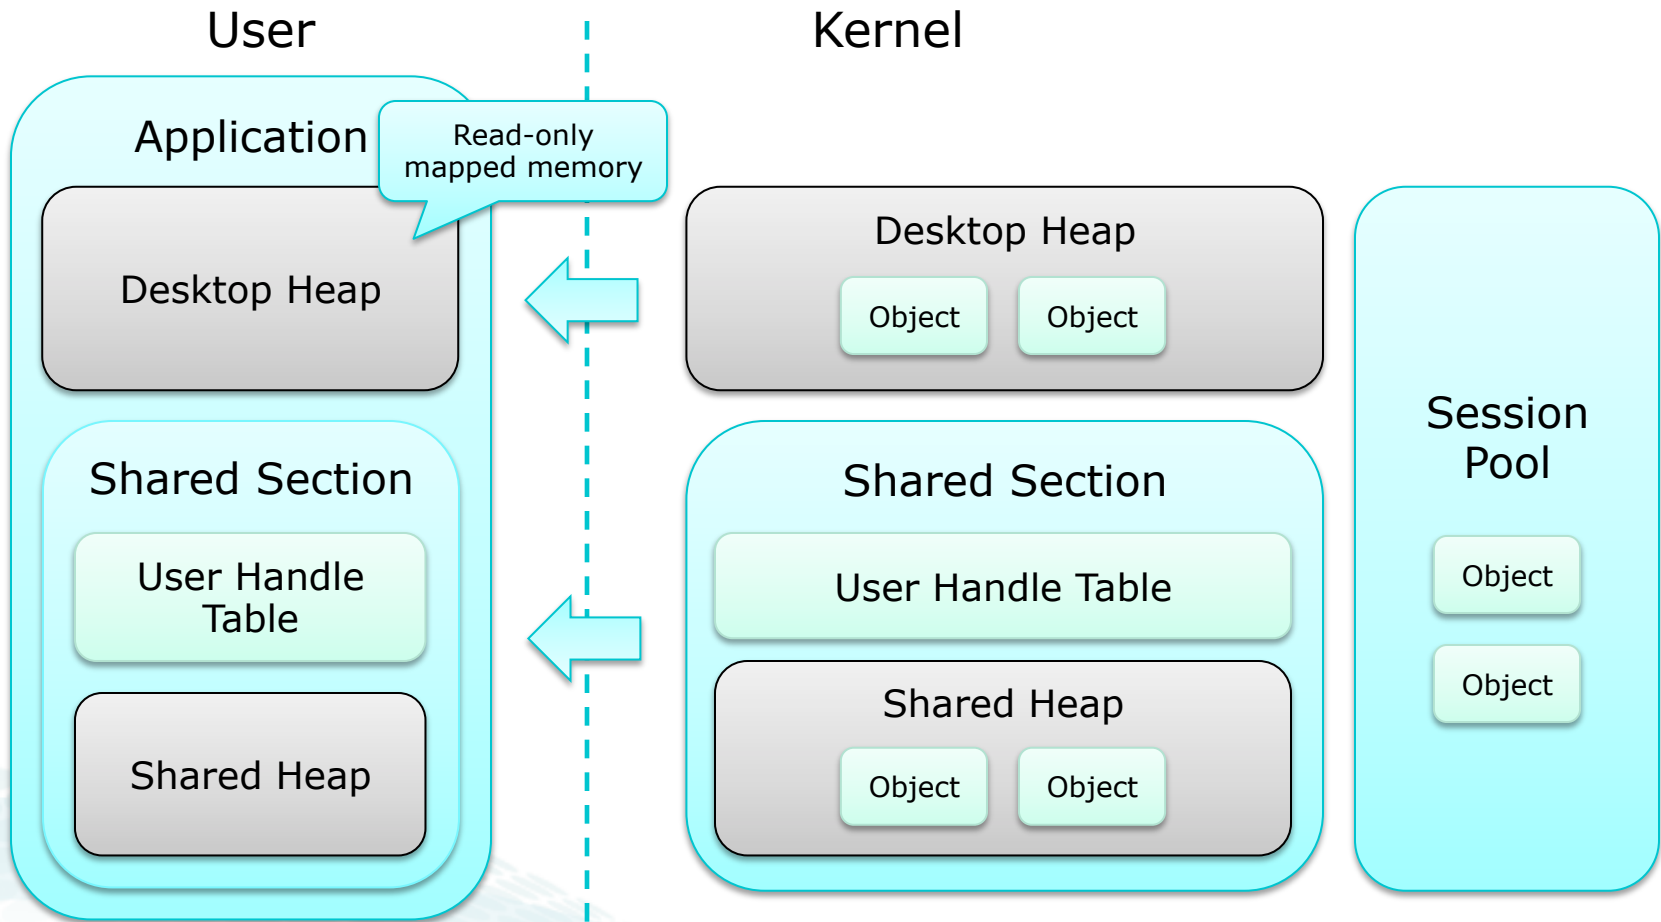 User
Kernel
Application
Read-only
mapped memory
Desktop Heap
Shared Section
User Handle
Table
Shared Heap
Desktop Heap
Object
Object
Shared Section
User Handle Table
Shared Heap
Object
Object
Session
Pool
Object
Object